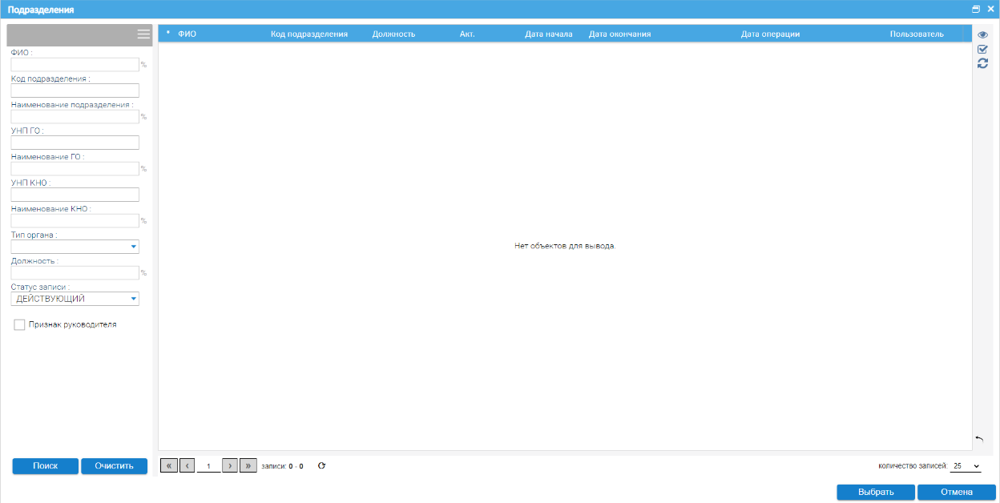 Подразделения
ФИО :
%
Код подразделения :
Наименование подразделения :
%
УНП ГО :
Наименование ГО :
%
УНП КНО :
Наименование КНО :
%
Тип органа :
Должность :
%
Статус записи :
ДЕЙСТВУЮЩИЙ
Признак руководителя
Поиск Очистить
* ФИО Код подразделения Должность Акт. Дата начала Дата окончания Дата операции Пользователь
Нет объектов для вывода.
« ‹ 1 › » записи: 0 - 0
количество записей: 25
Выбрать Отмена